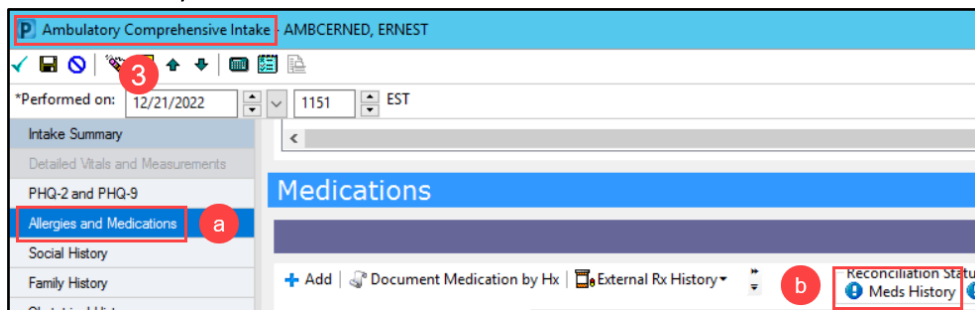 Ambulatory Comprehensive Intake - AMBCERNED, ERNEST
3
*Performed on: 12/21/2022 1151 EST
Intake Summary
Detailed Vitals and Measurements
PHQ-2 and PHQ-9
Medications
Allergies and Medications a
Social History
Family History
+ Add Document Medication by Hx External Rx History b
Reconciliation Statu
Meds History